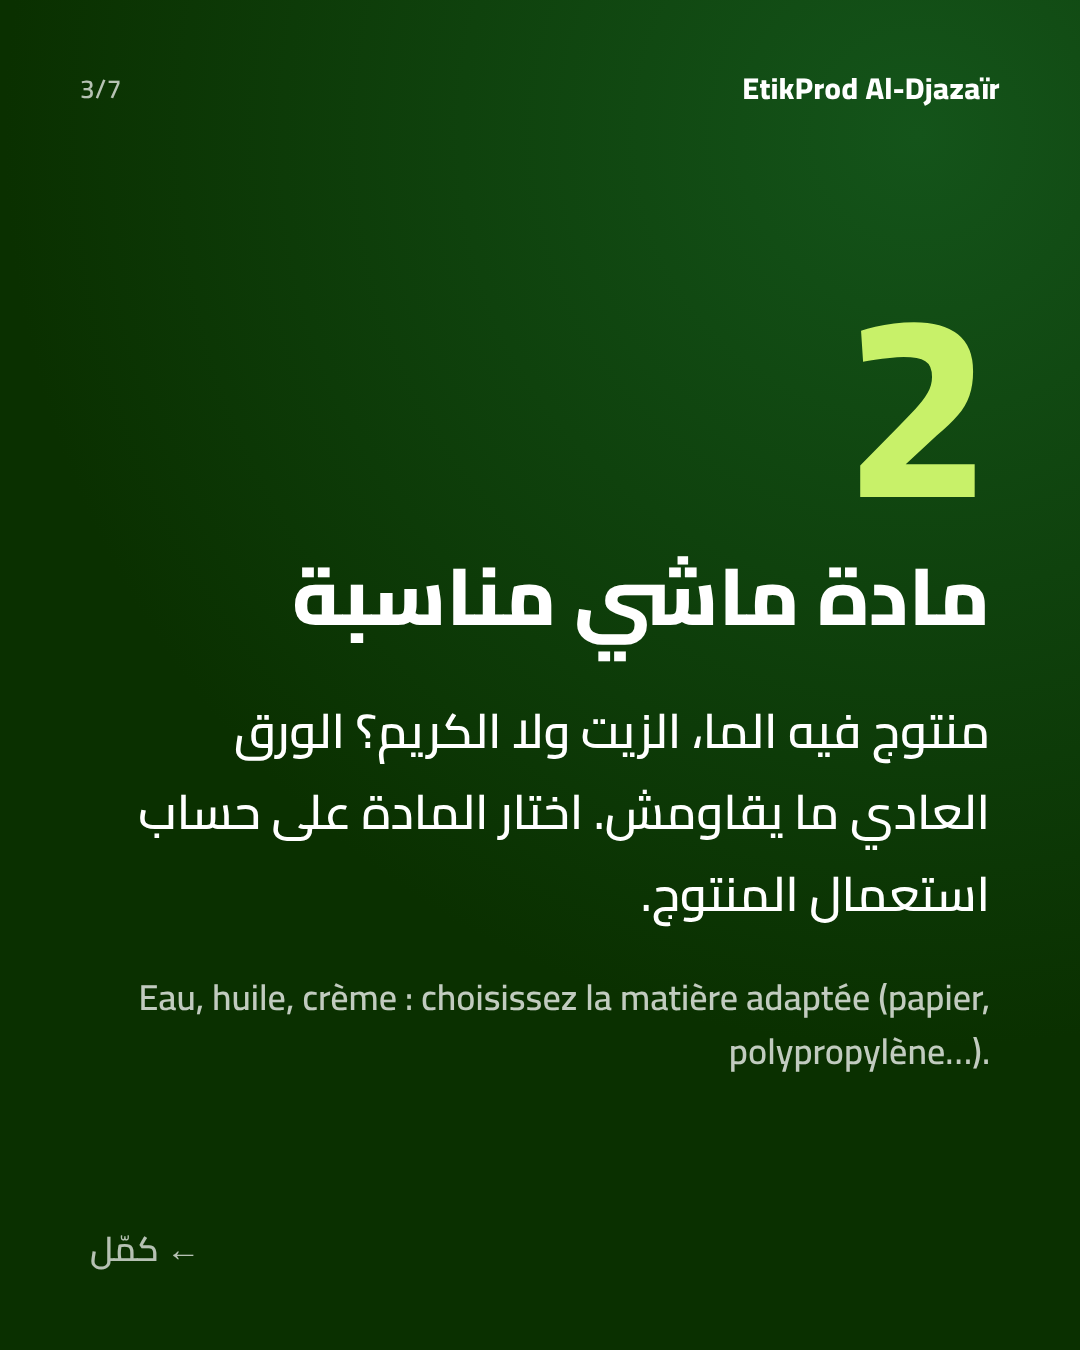 EtikProd Al-Djazaïr
3/7
2
مادة ماشي مناسبة
منتوج فيه الما، الزيت ولا الكريم؟ الورق
العادي ما يقاومش. اختار المادة على حساب
استعمال المنتوج.
Eau, huile, crème : choisissez la matière adaptée (papier,
polypropylène…).
← كمّل